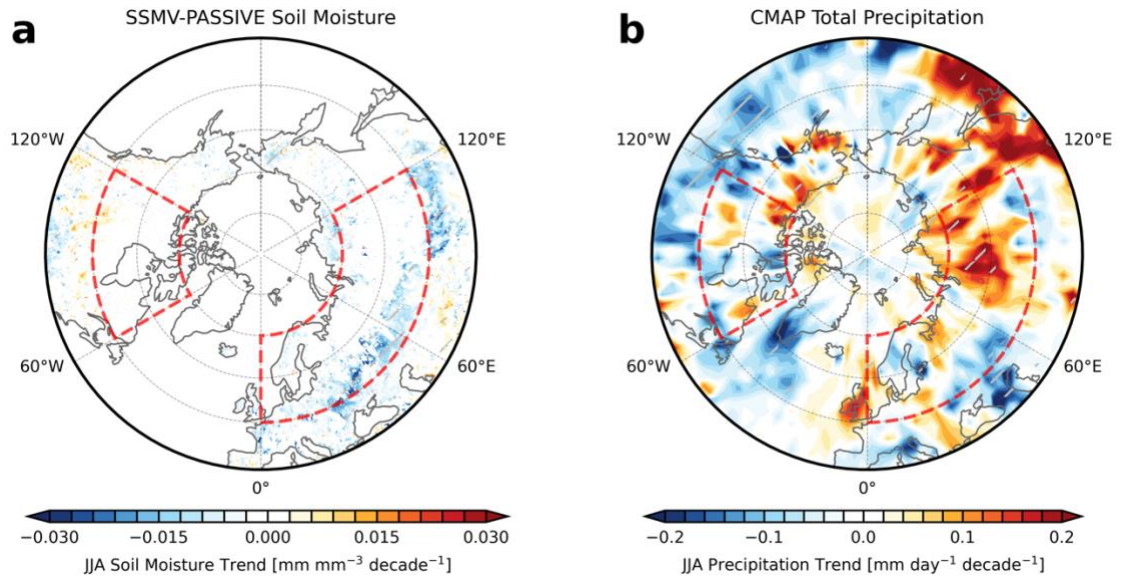 a
SSMV-PASSIVE Soil Moisture
120°W
120°E
60°W
60°E
0°
−0.030 −0.015 0.000 0.015 0.030
JJA Soil Moisture Trend [mm mm⁻³ decade⁻¹]
b
CMAP Total Precipitation
120°W
120°E
60°W
60°E
0°
−0.2 −0.1 0.0 0.1 0.2
JJA Precipitation Trend [mm day⁻¹ decade⁻¹]